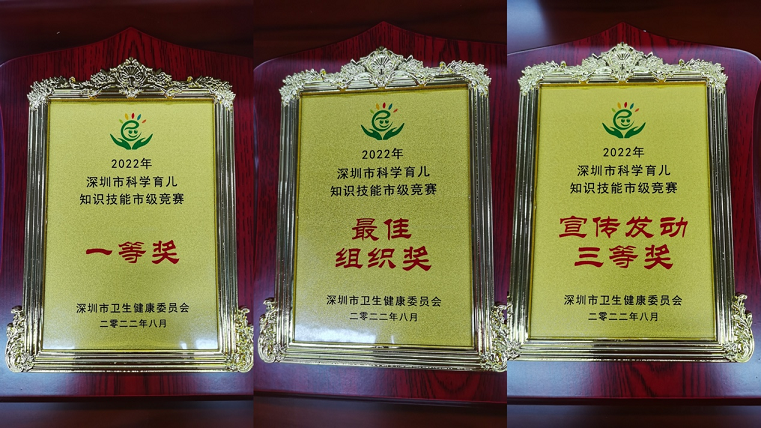 2022年
深圳市科学育儿
知识技能市级竞赛
一等奖
深圳市卫生健康委员会
二零二二年八月
2022年
深圳市科学育儿
知识技能市级竞赛
最佳
组织奖
深圳市卫生健康委员会
二零二二年八月
2022年
深圳市科学育儿
知识技能市级竞赛
宣传发动
三等奖
深圳市卫生健康委员会
二零二二年八月